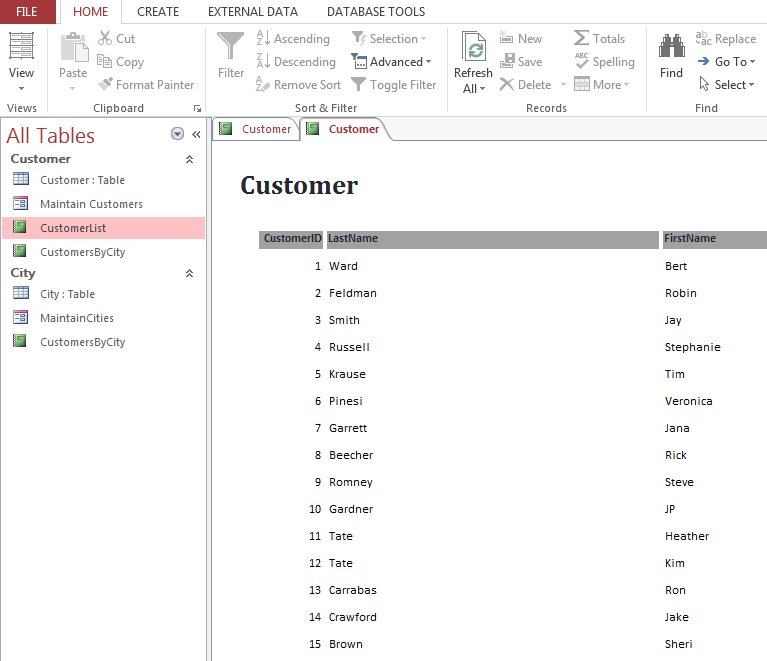 FILE HOME CREATE EXTERNAL DATA DATABASE TOOLS
View
Views
Paste
Cut
Copy
Format Painter
Clipboard
Filter
Ascending
Descending
Remove Sort
Selection
Advanced
Toggle Filter
Sort & Filter
Refresh
All
New
Save
Delete
Totals
Spelling
More
Records
Find
Replace
Go To
Select
Find
All Tables
Customer
Customer : Table
Maintain Customers
CustomerList
CustomersByCity
City
City : Table
MaintainCities
CustomersByCity
Customer Customer
Customer
CustomerID LastName FirstName
1 Ward Bert
2 Feldman Robin
3 Smith Jay
4 Russell Stephanie
5 Krause Tim
6 Pinesi Veronica
7 Garrett Jana
8 Beecher Rick
9 Romney Steve
10 Gardner JP
11 Tate Heather
12 Tate Kim
13 Carrabas Ron
14 Crawford Jake
15 Brown Sheri